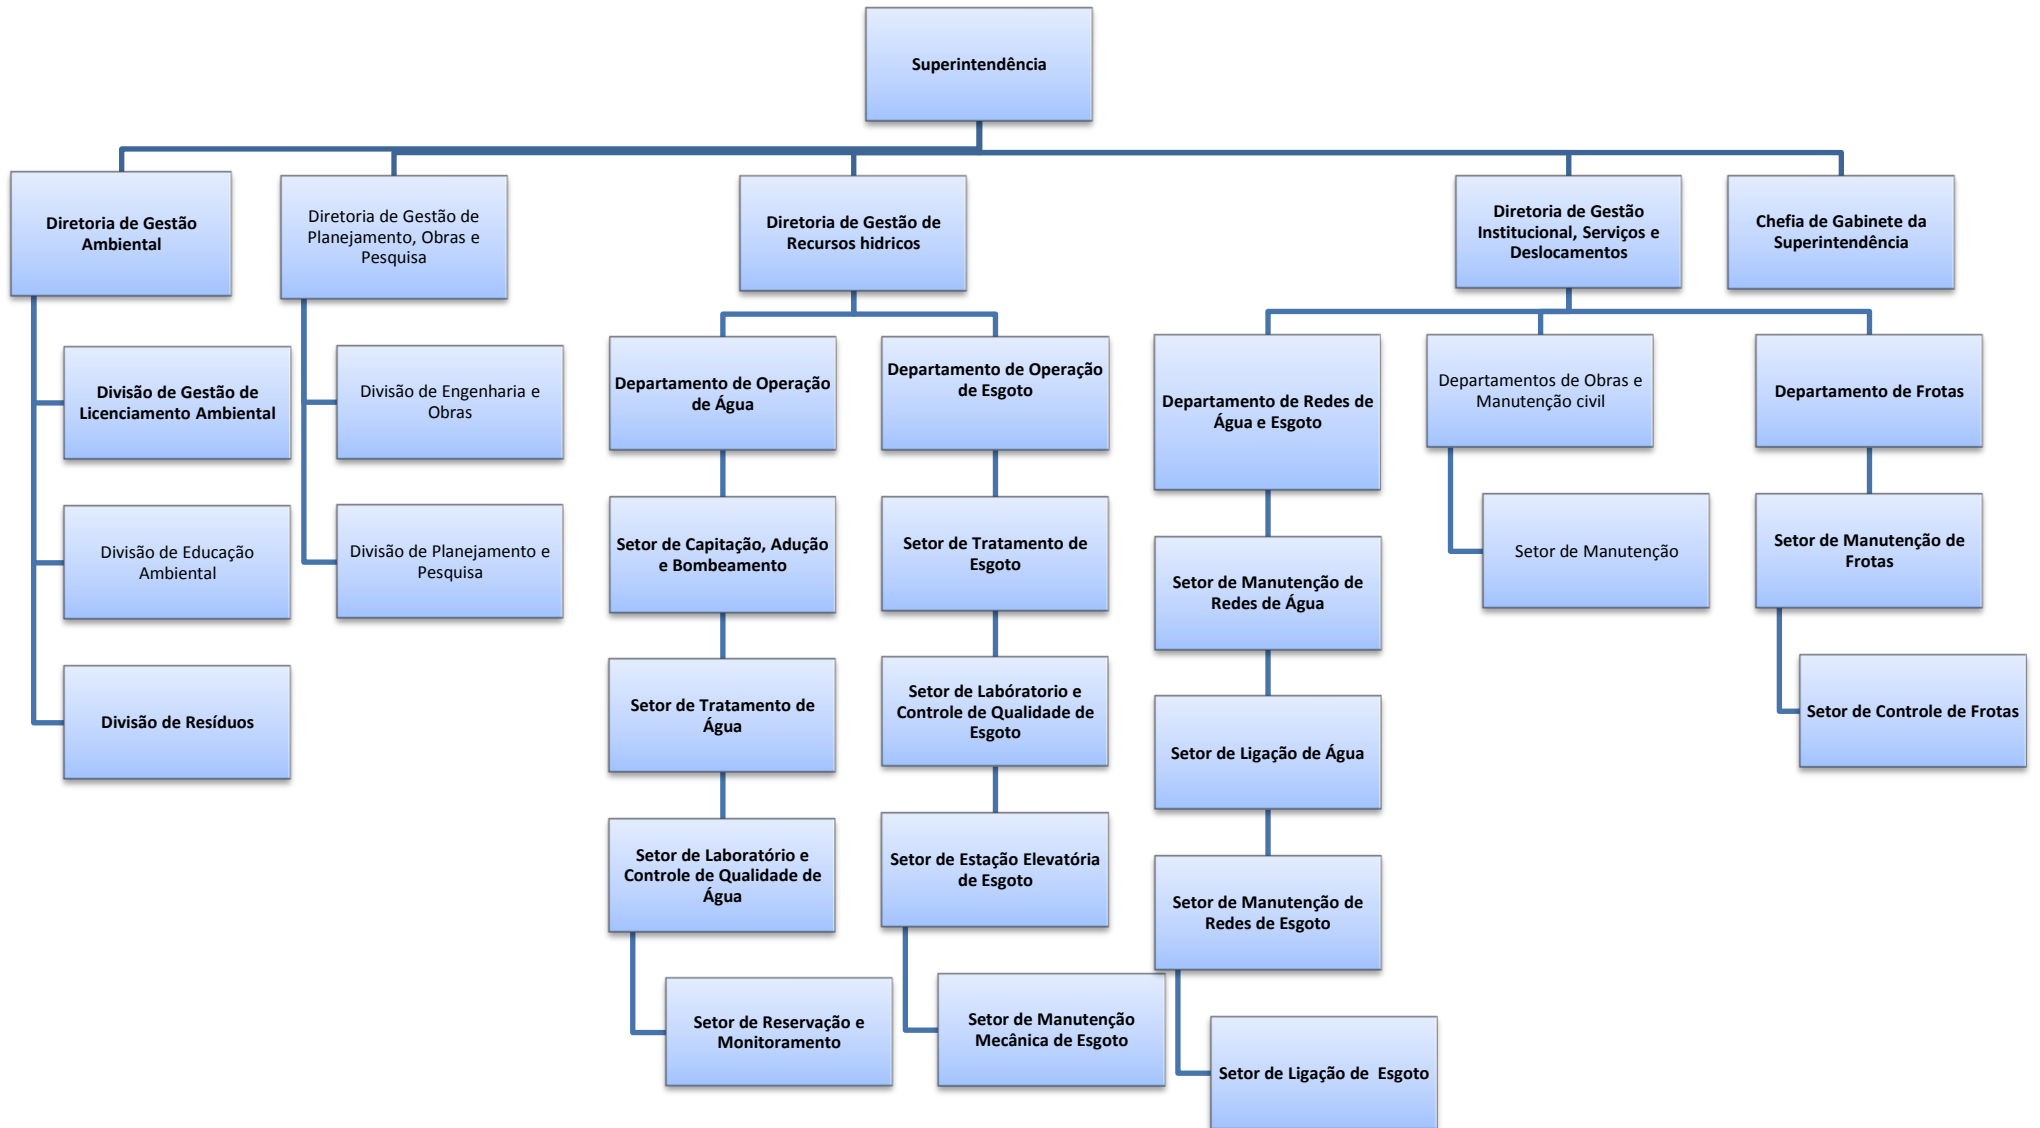 Superintendência
Diretoria de Gestão
Ambiental
Diretoria de Gestão de
Planejamento, Obras e
Pesquisa
Diretoria de Gestão de
Recursos hidricos
Diretoria de Gestão
Institucional, Serviços e
Deslocamentos
Chefia de Gabinete da
Superintendência
Divisão de Gestão de
Licenciamento Ambiental
Divisão de Educação
Ambiental
Divisão de Resíduos
Divisão de Engenharia e
Obras
Divisão de Planejamento e
Pesquisa
Departamento de Operação
de Água
Setor de Capitação, Adução
e Bombeamento
Setor de Tratamento de
Água
Setor de Laboratório e
Controle de Qualidade de
Água
Setor de Reservação e
Monitoramento
Departamento de Operação
de Esgoto
Setor de Tratamento de
Esgoto
Setor de Labóratorio e
Controle de Qualidade de
Esgoto
Setor de Estação Elevatória
de Esgoto
Setor de Manutenção
Mecânica de Esgoto
Departamento de Redes de
Água e Esgoto
Setor de Manutenção de
Redes de Água
Setor de Ligação de Água
Setor de Manutenção de
Redes de Esgoto
Setor de Ligação de Esgoto
Departamentos de Obras e
Manutenção civil
Setor de Manutenção
Departamento de Frotas
Setor de Manutenção de
Frotas
Setor de Controle de Frotas